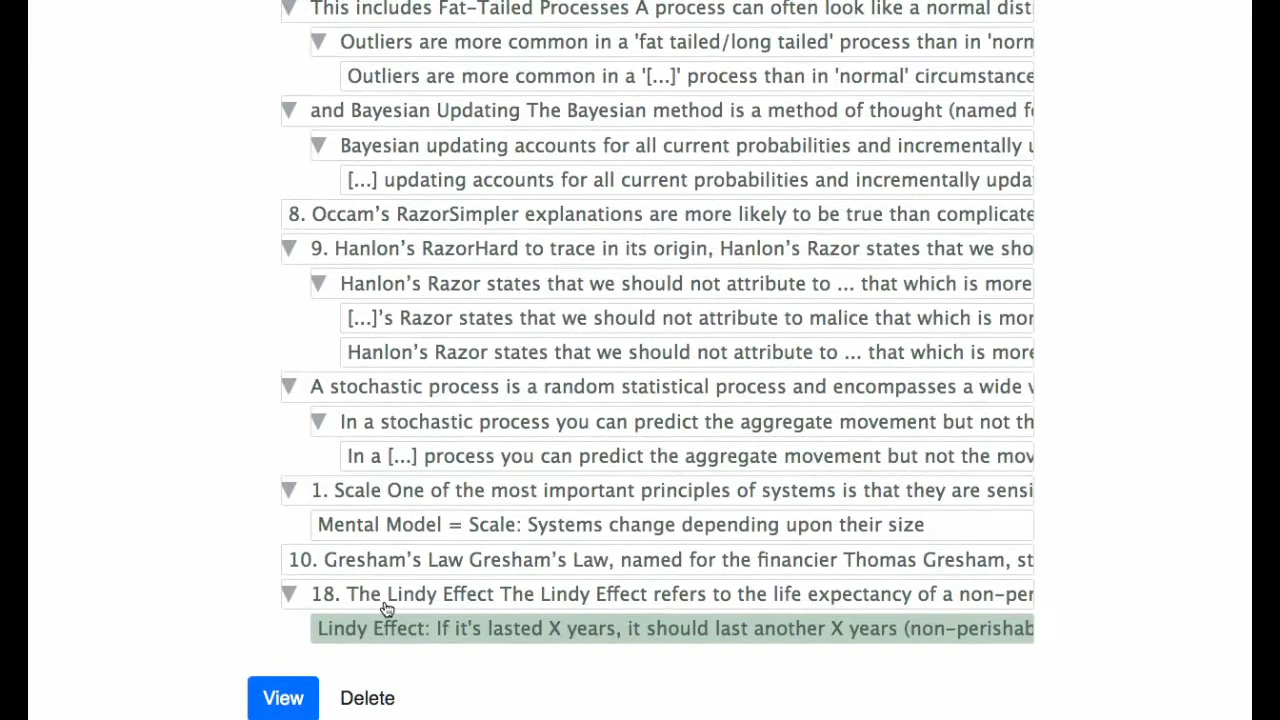 This includes Fat-Tailed Processes A process can often look like a normal dist
Outliers are more common in a 'fat tailed/long tailed' process than in 'norm
Outliers are more common in a '[...]' process than in 'normal' circumstance
and Bayesian Updating The Bayesian method is a method of thought (named fo
Bayesian updating accounts for all current probabilities and incrementally u
[...] updating accounts for all current probabilities and incrementally upda
8. Occam’s RazorSimpler explanations are more likely to be true than complicate
9. Hanlon’s RazorHard to trace in its origin, Hanlon’s Razor states that we sho
Hanlon’s Razor states that we should not attribute to ... that which is more
[...]’s Razor states that we should not attribute to malice that which is mor
Hanlon’s Razor states that we should not attribute to ... that which is more
A stochastic process is a random statistical process and encompasses a wide v
In a stochastic process you can predict the aggregate movement but not th
In a [...] process you can predict the aggregate movement but not the mov
1. Scale One of the most important principles of systems is that they are sensi
Mental Model = Scale: Systems change depending upon their size
10. Gresham’s Law Gresham’s Law, named for the financier Thomas Gresham, st
18. The Lindy Effect The Lindy Effect refers to the life expectancy of a non-per
Lindy Effect: If it's lasted X years, it should last another X years (non-perishab
View Delete